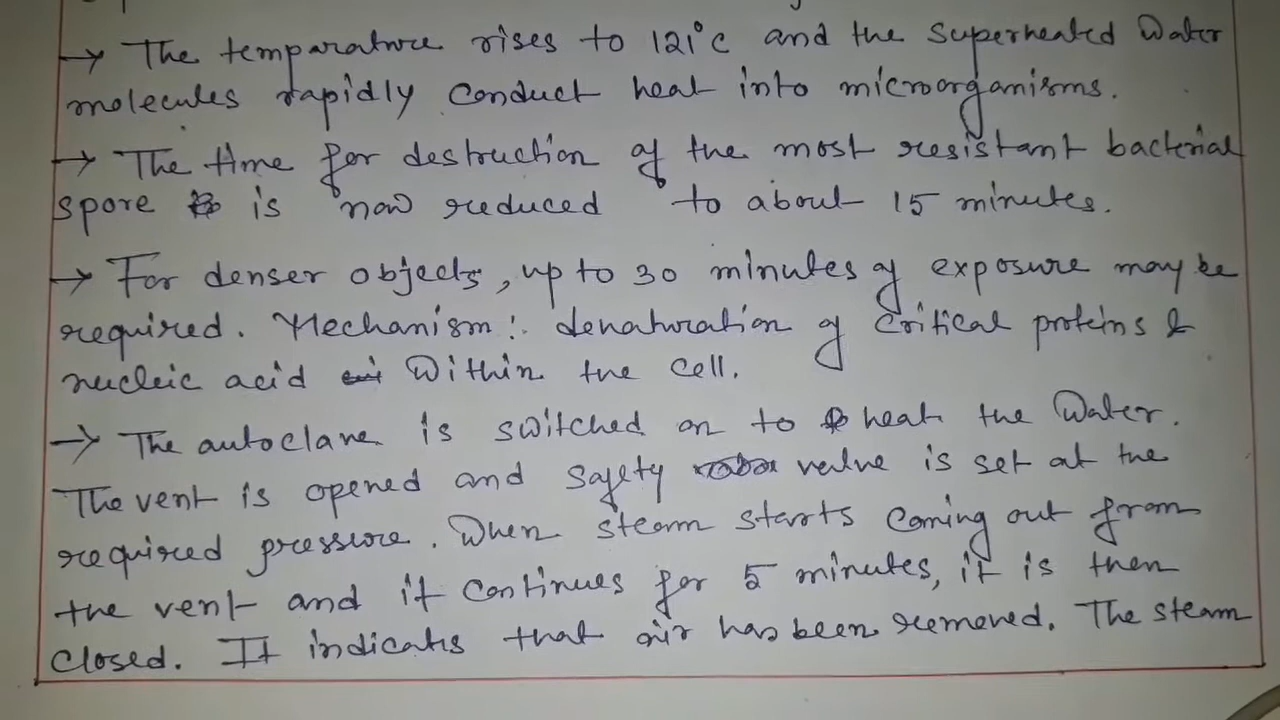 → The temparature rises to 121°c and the superheated water
molecules rapidly conduct heat into microorganisms.
→ The time for destruction of the most resistant bacterial
spore is now reduced to about 15 minutes.
→ For denser objects, up to 30 minutes of exposure may be
required. Mechanism: denaturation of critical proteins &
nucleic acid within the cell.
→ The autoclave is switched on to heat the water.
The vent is opened and safety valve is set at the
required pressure. When steam starts coming out from
the vent and it continues for 5 minutes, it is then
closed. It indicates that air has been removed. The steam